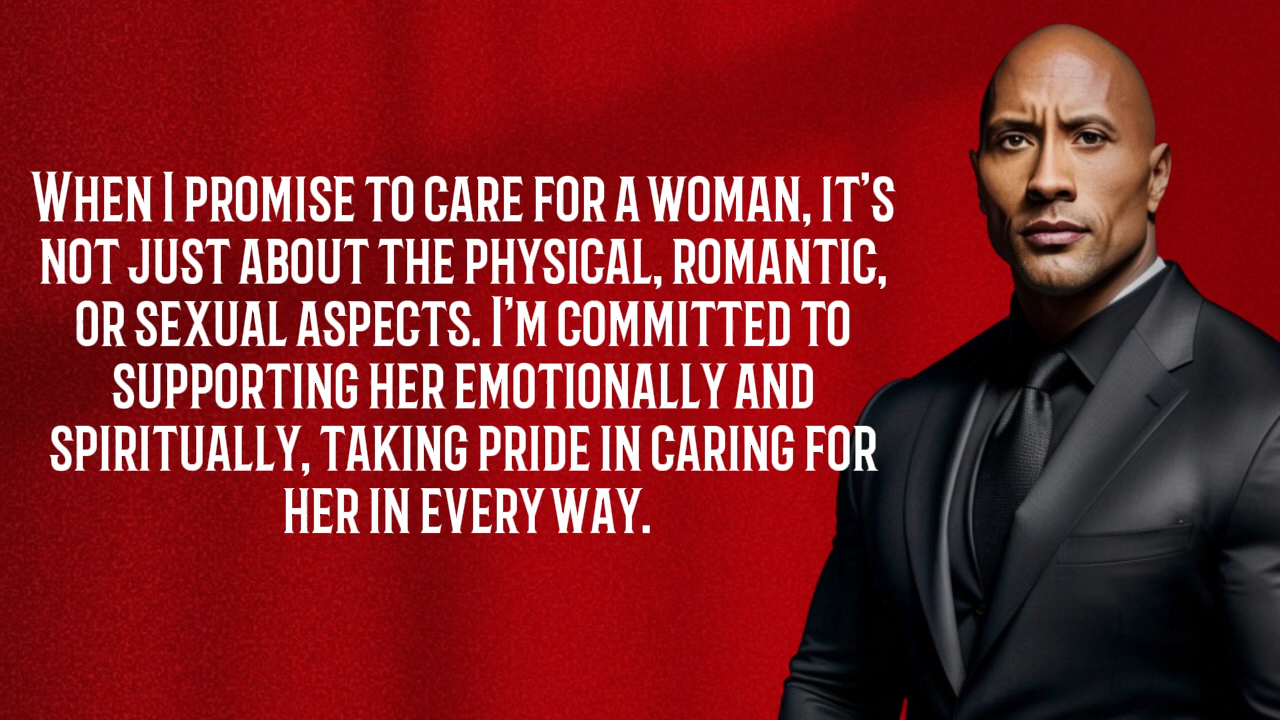 When I promise to care for a woman, it’s
not just about the physical, romantic,
or sexual aspects. I’m committed to
supporting her emotionally and
spiritually, taking pride in caring for
her in every way.